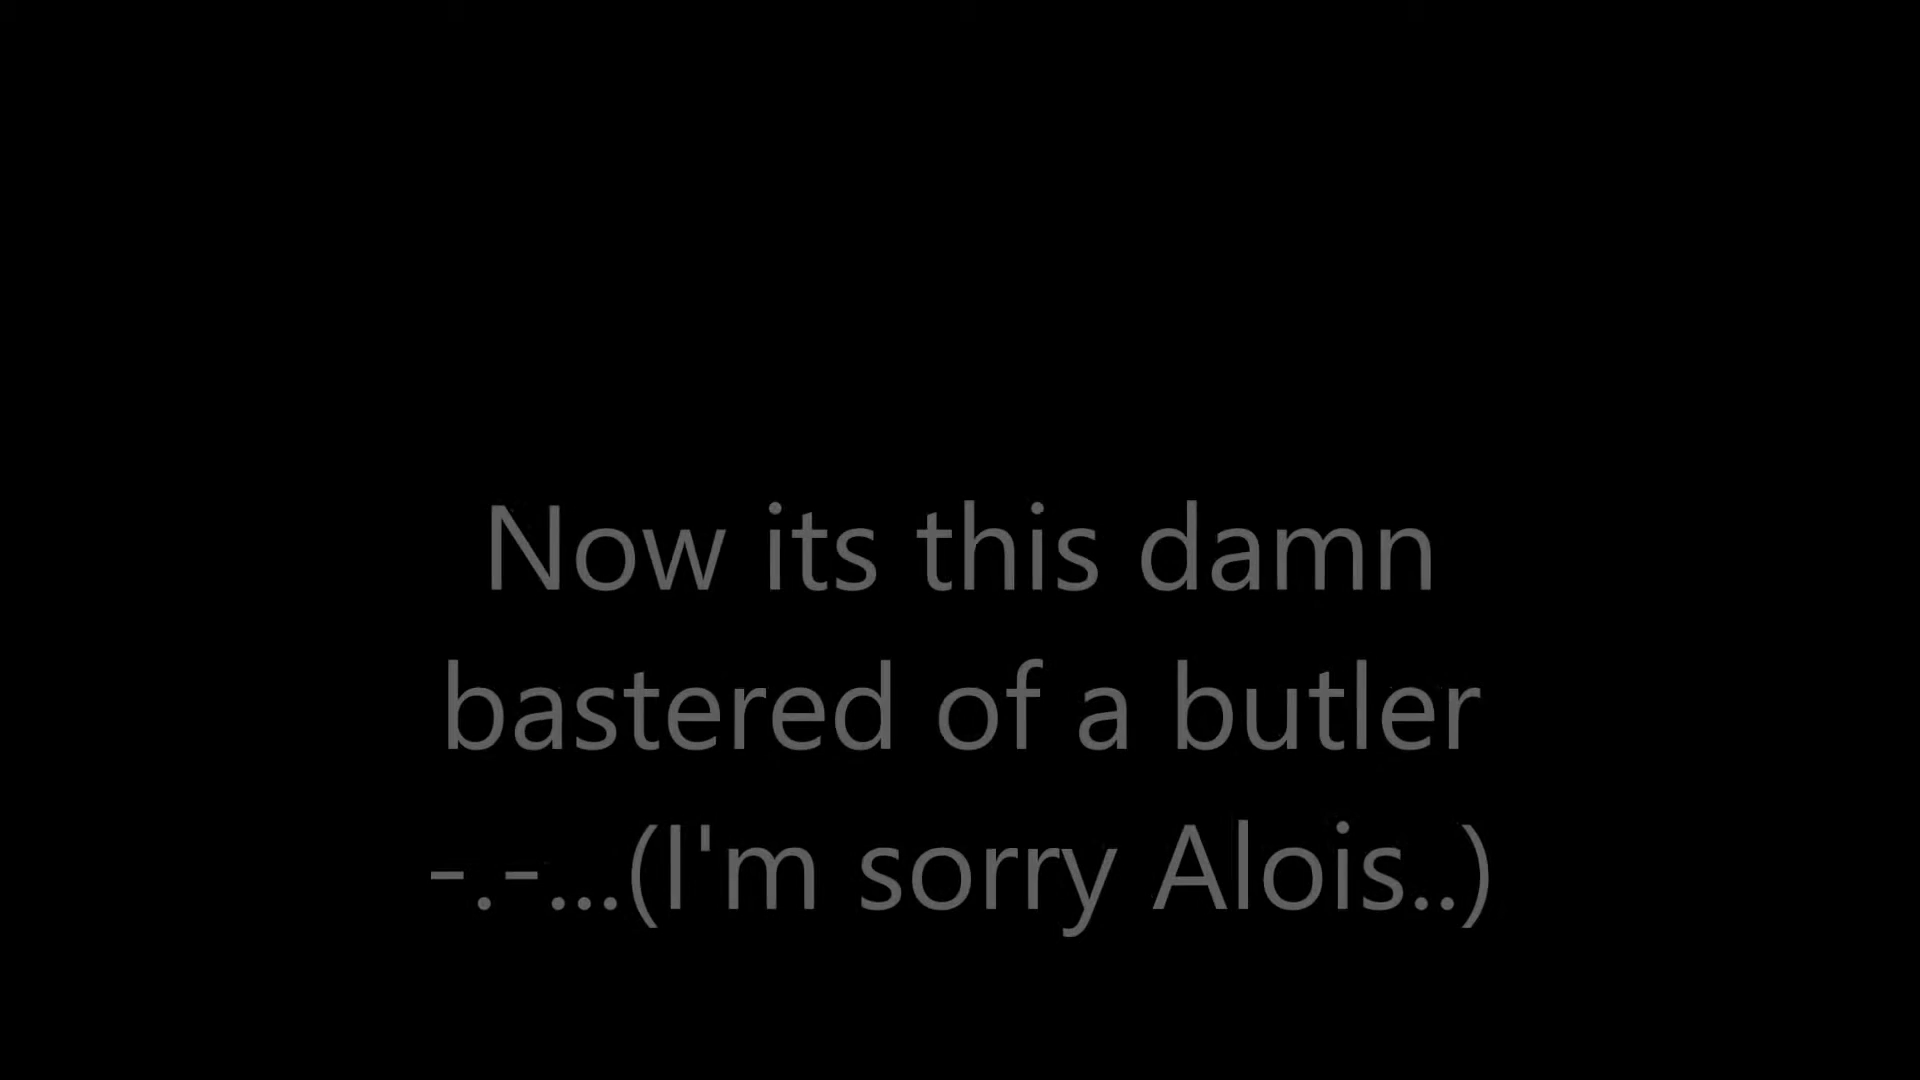 Now its this damn
bastered of a butler
-.-...(I'm sorry Alois..)